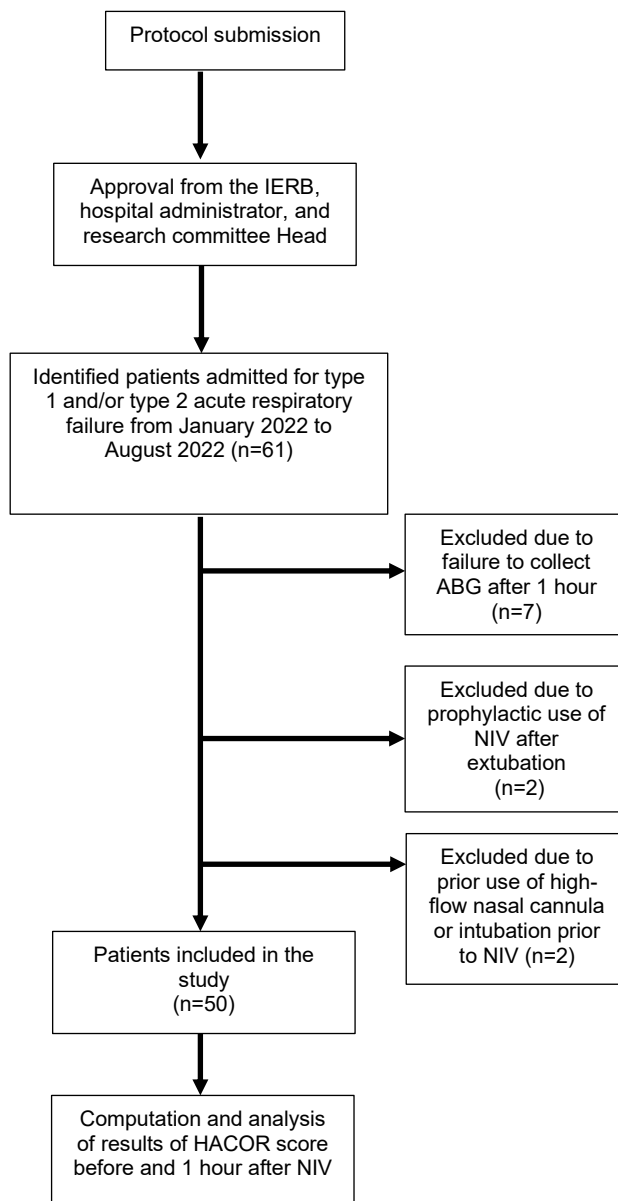 Protocol submission
Approval from the IERB,
hospital administrator, and
research committee Head
Identified patients admitted for type
1 and/or type 2 acute respiratory
failure from January 2022 to
August 2022 (n=61)
Excluded due to
failure to collect
ABG after 1 hour
(n=7)
Excluded due to
prophylactic use of
NIV after
extubation
(n=2)
Excluded due to
prior use of high-
flow nasal cannula
or intubation prior
to NIV (n=2)
Patients included in the
study
(n=50)
Computation and analysis
of results of HACOR score
before and 1 hour after NIV